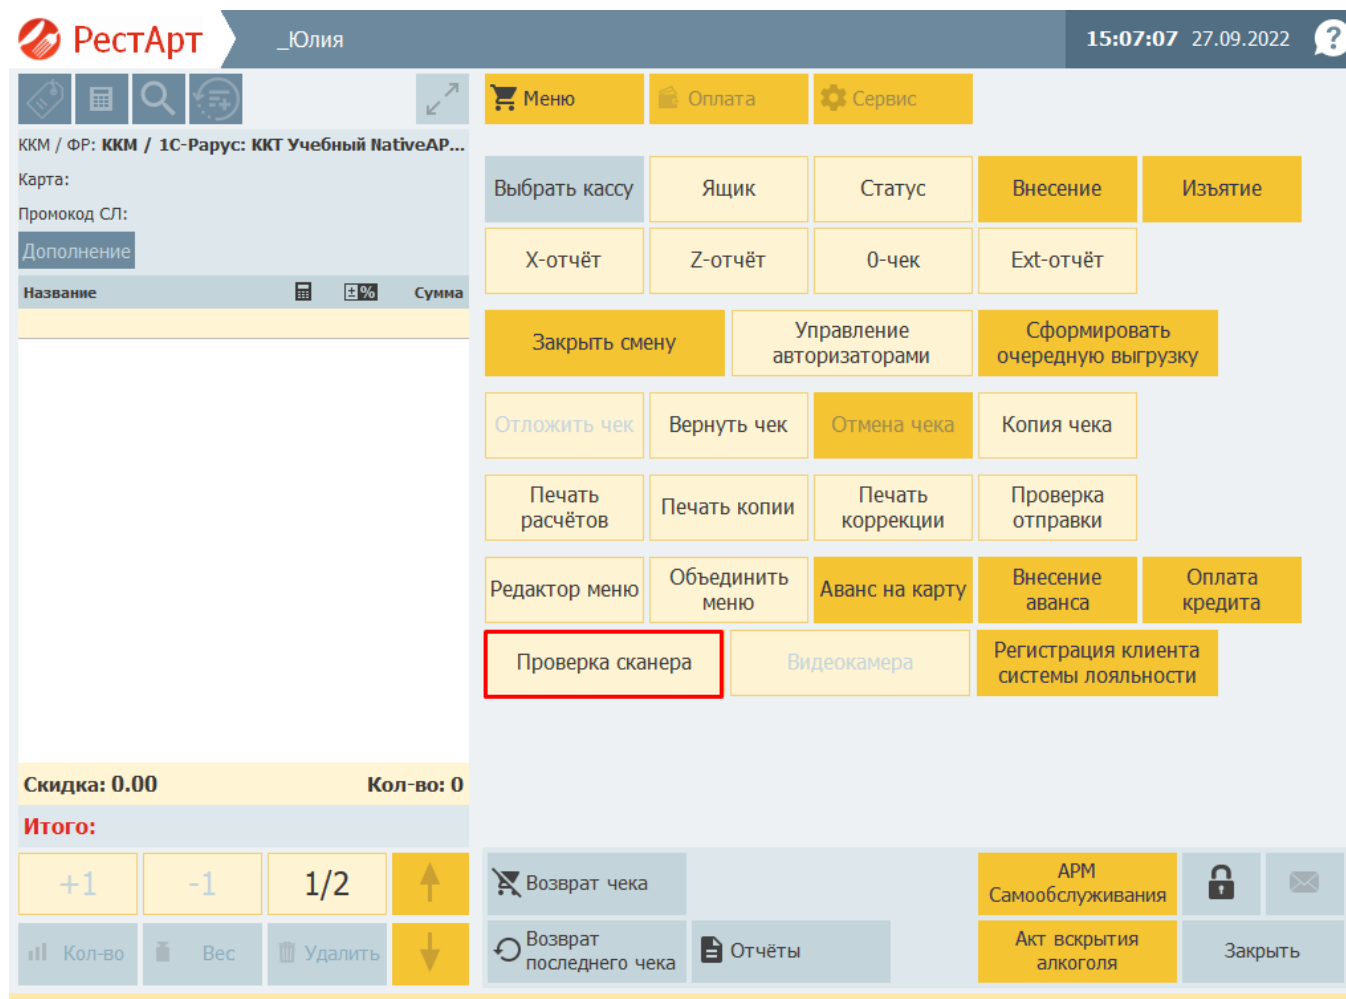 РестАрт
_Юлия
15:07:07 27.09.2022
?
Меню
Оплата
Сервис
ККМ / ФР: ККМ / 1С-Рарус: ККТ Учебный NativeAP...
Карта:
Промокод СЛ:
Дополнение
Название ±% Сумма
Выбрать кассу
Ящик
Статус
Внесение
Изъятие
Х-отчёт
Z-отчёт
0-чек
Ext-отчёт
Закрыть смену
Управление
авторизаторами
Сформировать
очередную выгрузку
Отложить чек
Вернуть чек
Отмена чека
Копия чека
Печать
расчётов
Печать копии
Печать
коррекции
Проверка
отправки
Редактор меню
Объединить
меню
Аванс на карту
Внесение
аванса
Оплата
кредита
Проверка сканера
Видеокамера
Регистрация клиента
системы лояльности
Скидка: 0.00 Кол-во: 0
Итого:
+1
-1
1/2
Кол-во
Вес
Удалить
Возврат чека
Возврат
последнего чека
Отчёты
АРМ
Самообслуживания
Акт вскрытия
алкоголя
Закрыть